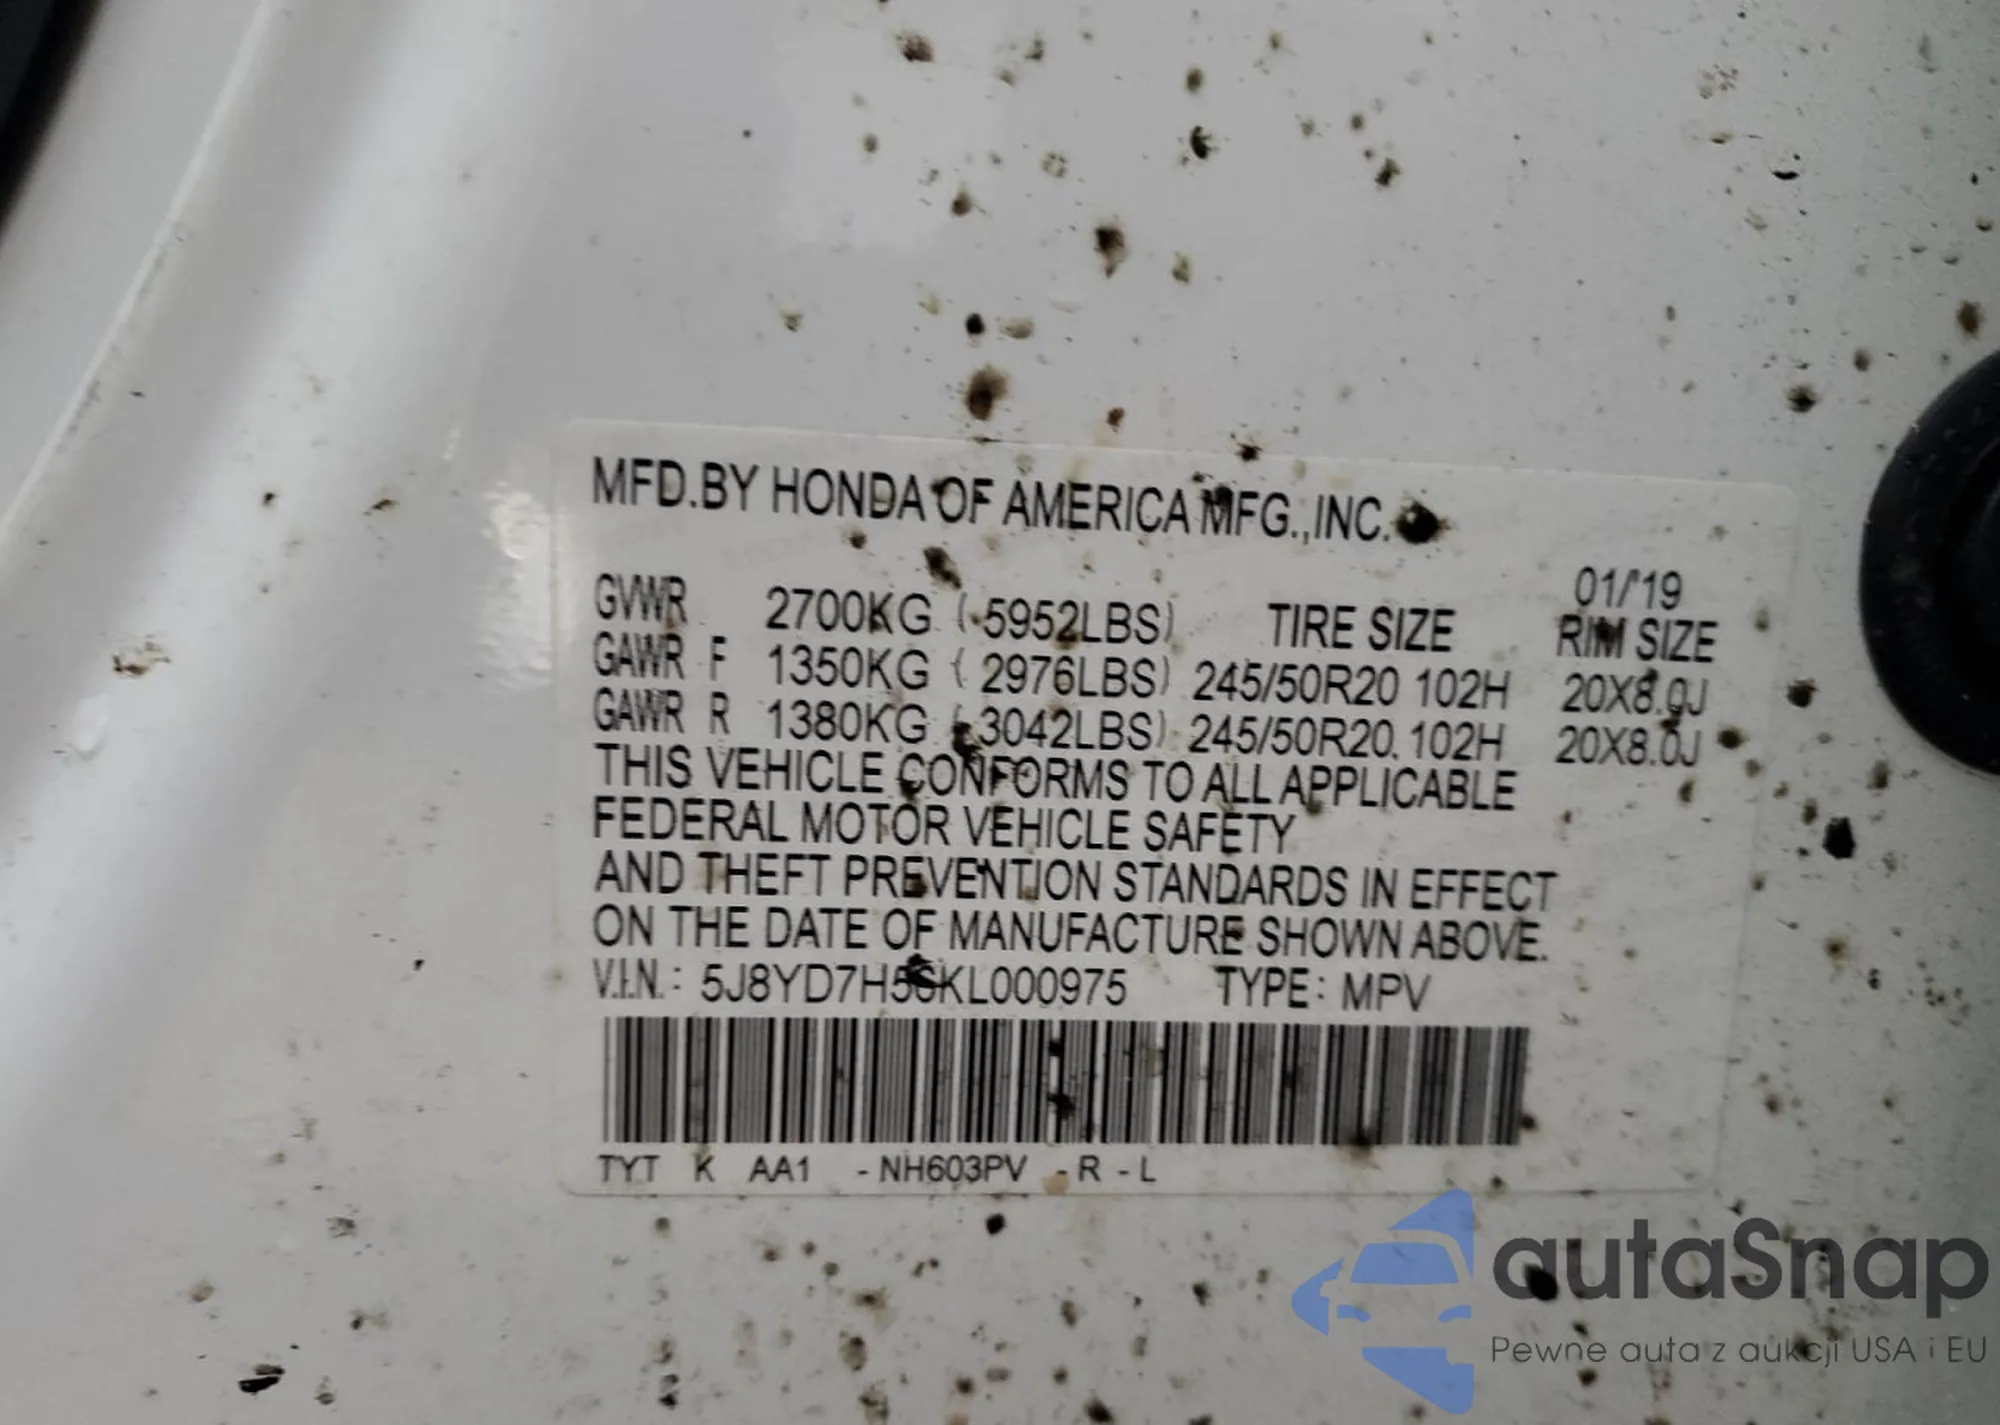 MFD.BY HONDA OF AMERICA MFG.,INC.
01/'19
GVWR 2700KG ( 5952LBS) TIRE SIZE RIM SIZE
GAWR F 1350KG ( 2976LBS) 245/50R20 102H 20X8.0J
GAWR R 1380KG ( 3042LBS) 245/50R20 102H 20X8.0J
THIS VEHICLE CONFORMS TO ALL APPLICABLE
FEDERAL MOTOR VEHICLE SAFETY
AND THEFT PREVENTION STANDARDS IN EFFECT
ON THE DATE OF MANUFACTURE SHOWN ABOVE.
V.I.N.: 5J8YD7H56KL000975 TYPE: MPV
TYT K AA1 -NH603PV -R -L
autaSnap
Pewne auta z aukcji USA i EU